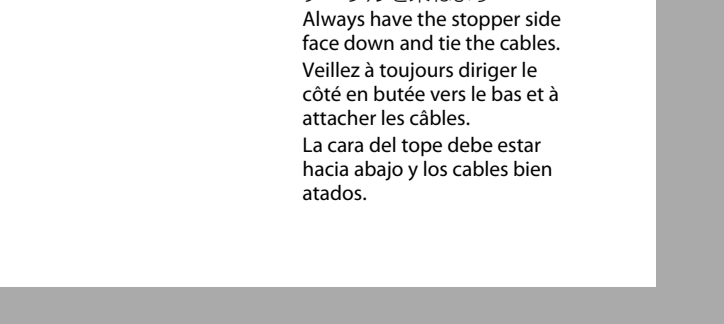 Always have the stopper side
face down and tie the cables.
Veillez à toujours diriger le
côté en butée vers le bas et à
attacher les câbles.
La cara del tope debe estar
hacia abajo y los cables bien
atados.